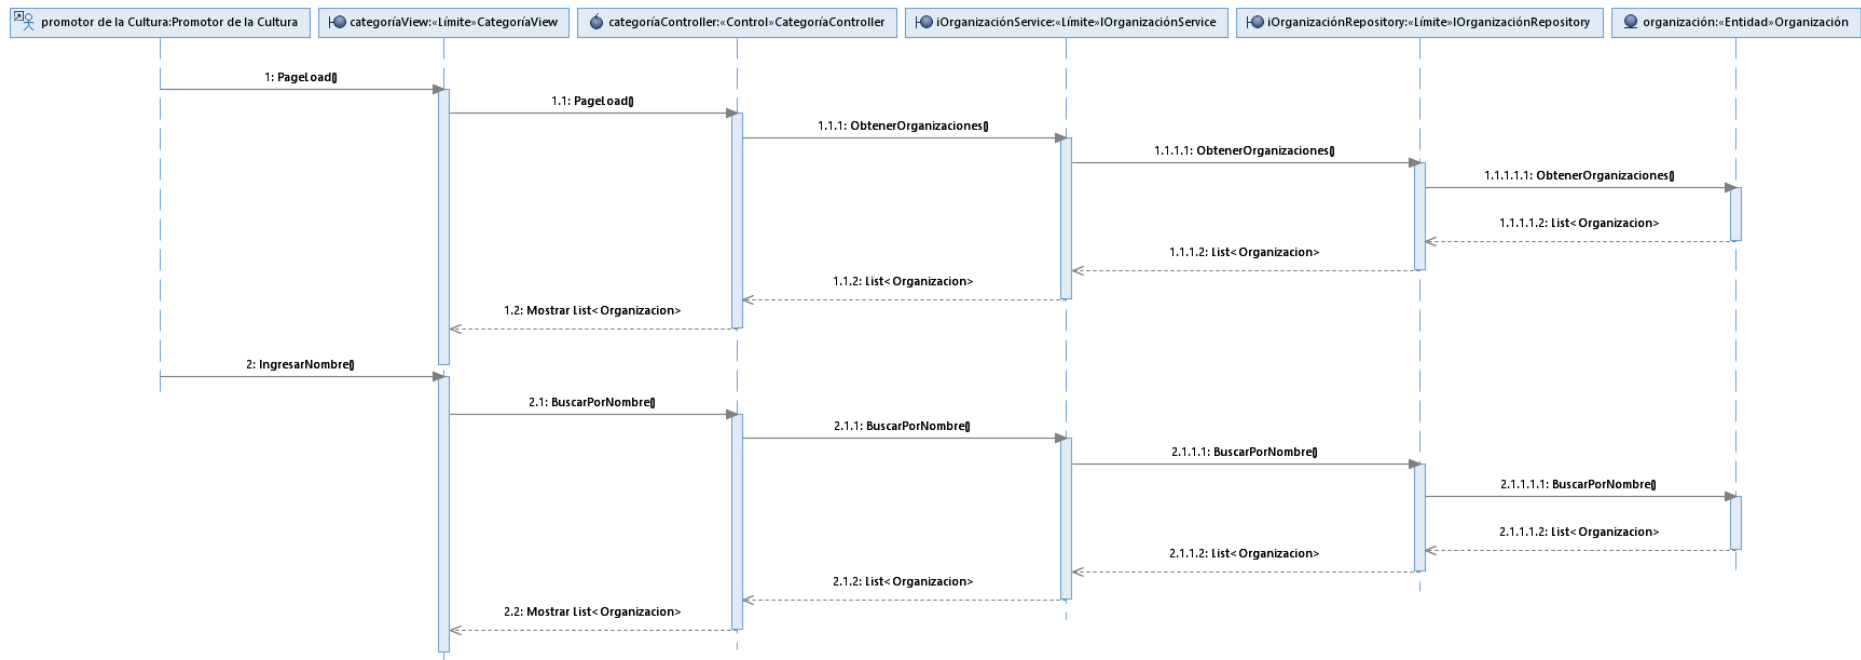 promotor de la Cultura:Promotor de la Cultura
categoríaView:«Límite»CategoríaView
categoríaController:«Control»CategoríaController
iOrganizaciónService:«Límite»IOrganizaciónService
iOrganizaciónRepository:«Límite»IOrganizaciónRepository
organización:«Entidad»Organización
1: PageLoad()
1.1: PageLoad()
1.1.1: ObtenerOrganizaciones()
1.1.1.1: ObtenerOrganizaciones()
1.1.1.1.1: ObtenerOrganizaciones()
1.1.1.1.2: List<Organizacion>
1.1.1.2: List<Organizacion>
1.1.2: List<Organizacion>
1.2: Mostrar List<Organizacion>
2: IngresarNombre()
2.1: BuscarPorNombre()
2.1.1: BuscarPorNombre()
2.1.1.1: BuscarPorNombre()
2.1.1.1.1: BuscarPorNombre()
2.1.1.1.2: List<Organizacion>
2.1.1.2: List<Organizacion>
2.1.2: List<Organizacion>
2.2: Mostrar List<Organizacion>